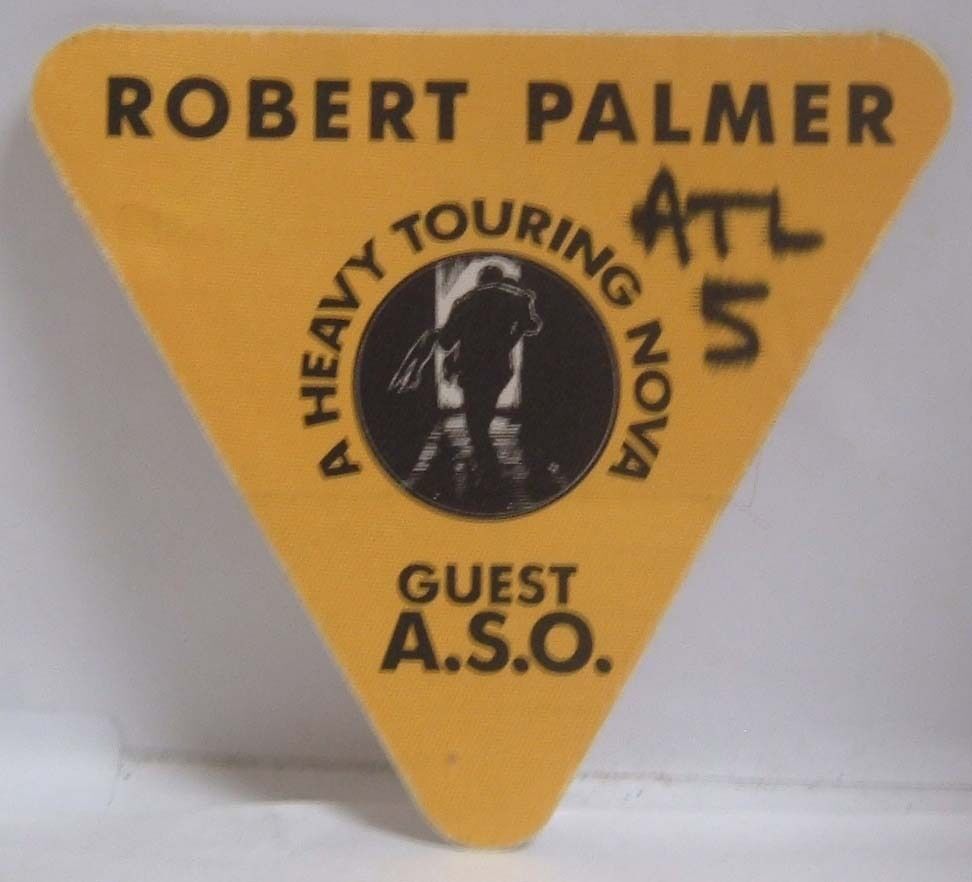 ROBERT PALMER
ATL
5
A HEAVY TOURING NOVA
GUEST
A.S.O.